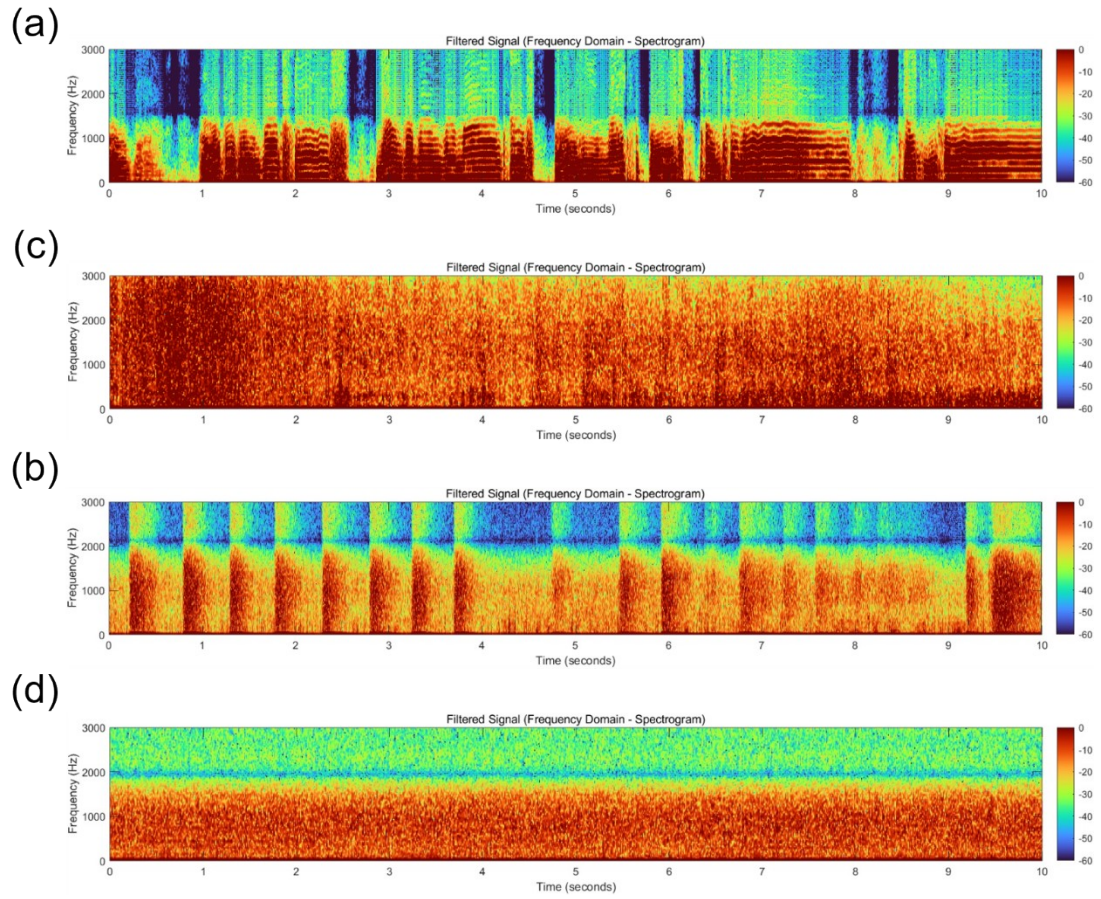 (a)
Filtered Signal (Frequency Domain - Spectrogram)
Frequency (Hz)
3000
2000
1000
0
0 1 2 3 4 5 6 7 8 9 10
Time (seconds)
0
-10
-20
-30
-40
-50
-60
(c)
Filtered Signal (Frequency Domain - Spectrogram)
Frequency (Hz)
3000
2000
1000
0
0 1 2 3 4 5 6 7 8 9 10
Time (seconds)
0
-10
-20
-30
-40
-50
-60
(b)
Filtered Signal (Frequency Domain - Spectrogram)
Frequency (Hz)
3000
2000
1000
0
0 1 2 3 4 5 6 7 8 9 10
Time (seconds)
0
-10
-20
-30
-40
-50
-60
(d)
Filtered Signal (Frequency Domain - Spectrogram)
Frequency (Hz)
3000
2000
1000
0
0 1 2 3 4 5 6 7 8 9 10
Time (seconds)
0
-10
-20
-30
-40
-50
-60